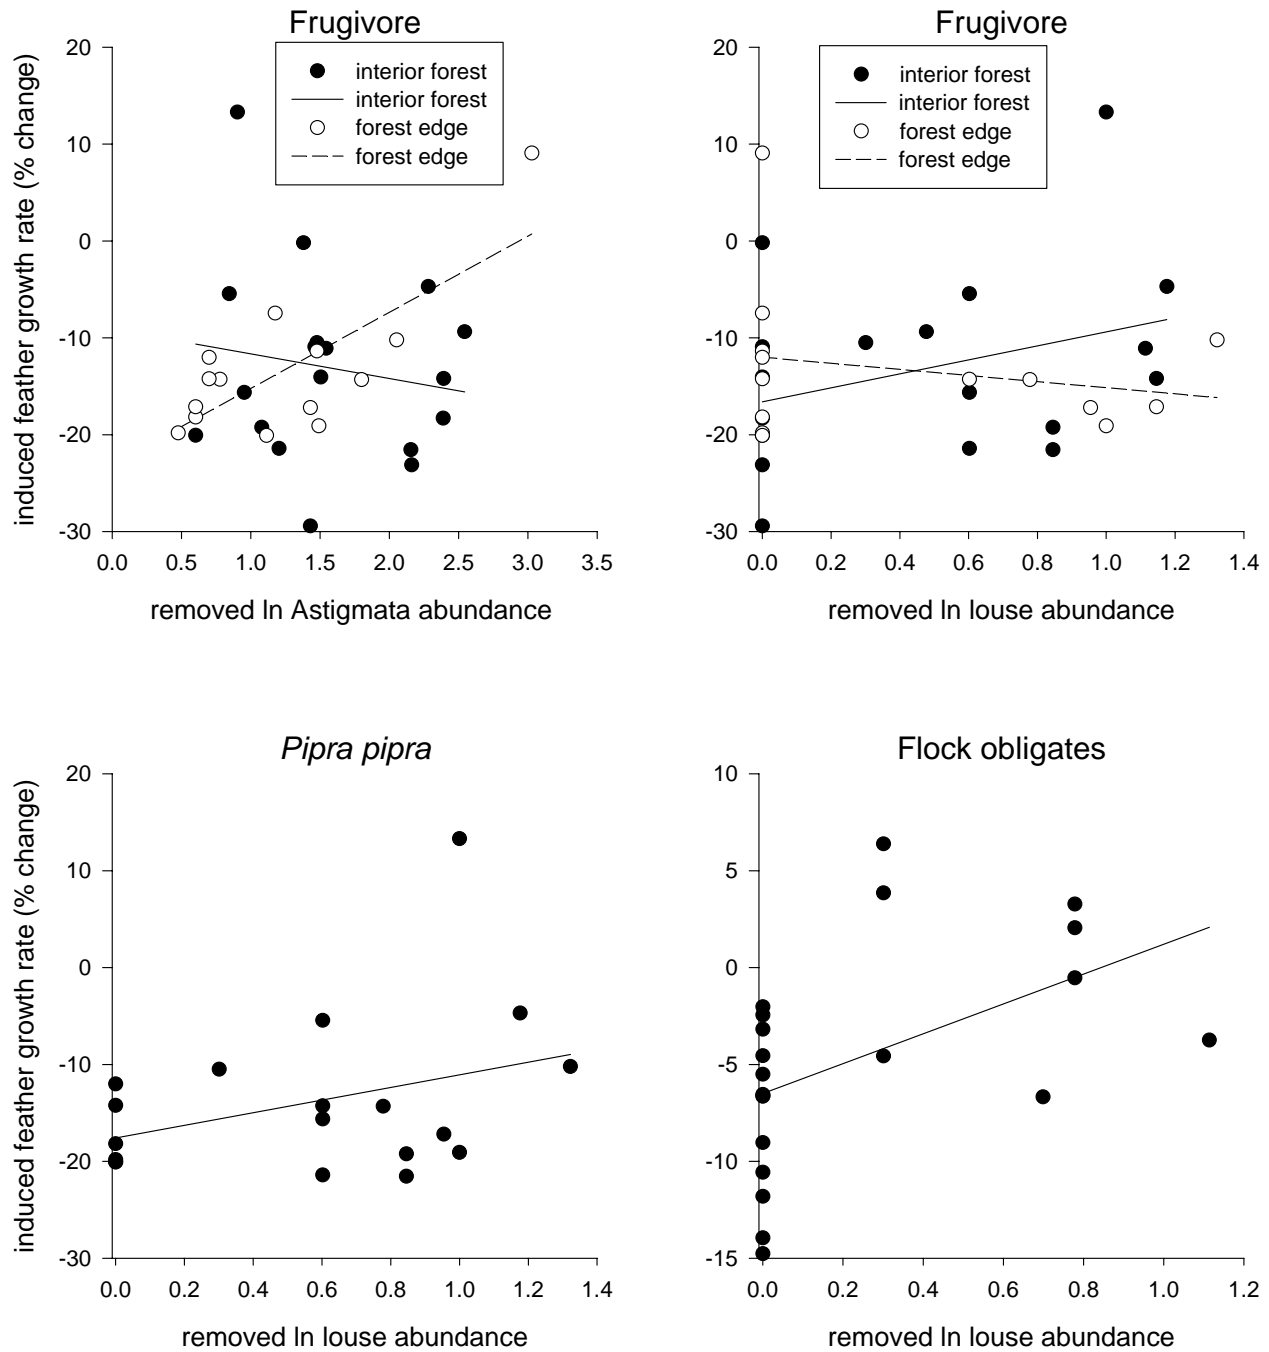 Frugivore
interior forest
interior forest
forest edge
forest edge
20
10
0
-10
-20
-30
0.0 0.5 1.0 1.5 2.0 2.5 3.0 3.5
induced feather growth rate (% change)
removed ln Astigmata abundance
Frugivore
interior forest
interior forest
forest edge
forest edge
20
10
0
-10
-20
-30
0.0 0.2 0.4 0.6 0.8 1.0 1.2 1.4
removed ln louse abundance
Pipra pipra
20
10
0
-10
-20
-30
0.0 0.2 0.4 0.6 0.8 1.0 1.2 1.4
induced feather growth rate (% change)
removed ln louse abundance
Flock obligates
10
5
0
-5
-10
-15
0.0 0.2 0.4 0.6 0.8 1.0 1.2
removed ln louse abundance